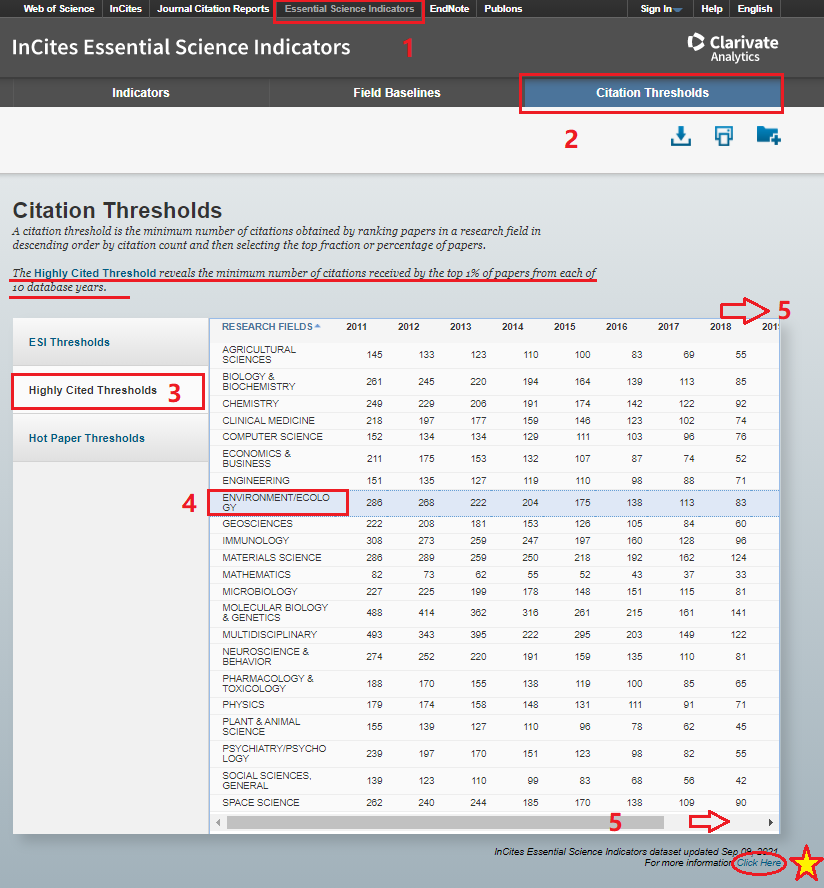 Web of Science InCites Journal Citation Reports Essential Science Indicators EndNote Publons Sign In Help English
InCites Essential Science Indicators
1
Clarivate
Analytics
Indicators Field Baselines Citation Thresholds
2
Citation Thresholds
A citation threshold is the minimum number of citations obtained by ranking papers in a research field in
descending order by citation count and then selecting the top fraction or percentage of papers.
The Highly Cited Threshold reveals the minimum number of citations received by the top 1% of papers from each of
10 database years.
5
ESI Thresholds
Highly Cited Thresholds 3
Hot Paper Thresholds
4
RESEARCH FIELDS 2011 2012 2013 2014 2015 2016 2017 2018
AGRICULTURAL
SCIENCES 145 133 123 110 100 83 69 55
BIOLOGY &
BIOCHEMISTRY 261 245 220 194 164 139 113 85
CHEMISTRY 249 229 206 191 174 142 122 92
CLINICAL MEDICINE 218 197 177 159 146 123 102 74
COMPUTER SCIENCE 152 134 134 129 111 103 96 76
ECONOMICS &
BUSINESS 211 175 153 132 107 87 74 52
ENGINEERING 151 135 127 119 110 98 88 71
ENVIRONMENT/ECOLO
GY 286 268 222 204 175 138 113 83
GEOSCIENCES 222 208 181 153 126 105 84 60
IMMUNOLOGY 308 273 259 247 197 160 128 96
MATERIALS SCIENCE 286 289 259 250 218 192 162 124
MATHEMATICS 82 73 62 55 52 43 37 33
MICROBIOLOGY 227 225 199 178 148 151 115 81
MOLECULAR BIOLOGY
& GENETICS 488 414 362 316 261 215 161 141
MULTIDISCIPLINARY 493 343 395 222 295 203 149 122
NEUROSCIENCE &
BEHAVIOR 274 252 220 191 159 135 110 81
PHARMACOLOGY &
TOXICOLOGY 188 170 155 138 119 100 85 65
PHYSICS 179 174 158 148 131 111 91 71
PLANT & ANIMAL
SCIENCE 155 139 127 110 96 78 62 45
PSYCHIATRY/PSYCHO
LOGY 239 197 170 151 123 98 82 55
SOCIAL SCIENCES,
GENERAL 139 123 110 99 83 68 56 42
SPACE SCIENCE 262 240 244 185 170 138 109 90
5
InCites Essential Science Indicators dataset updated Sep 09, 2021.
For more information Click Here